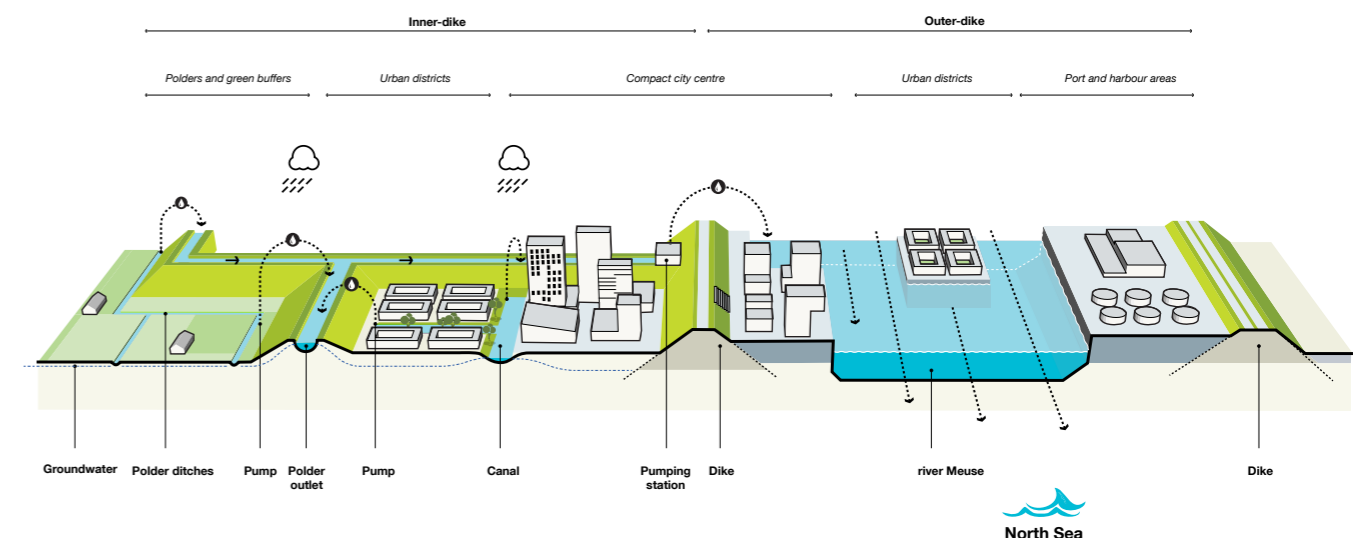 Inner-dike
Outer-dike
Polders and green buffers
Urban districts
Compact city centre
Urban districts
Port and harbour areas
Groundwater
Polder ditches
Pump
Polder
outlet
Pump
Canal
Pumping
station
Dike
river Meuse
Dike
North Sea